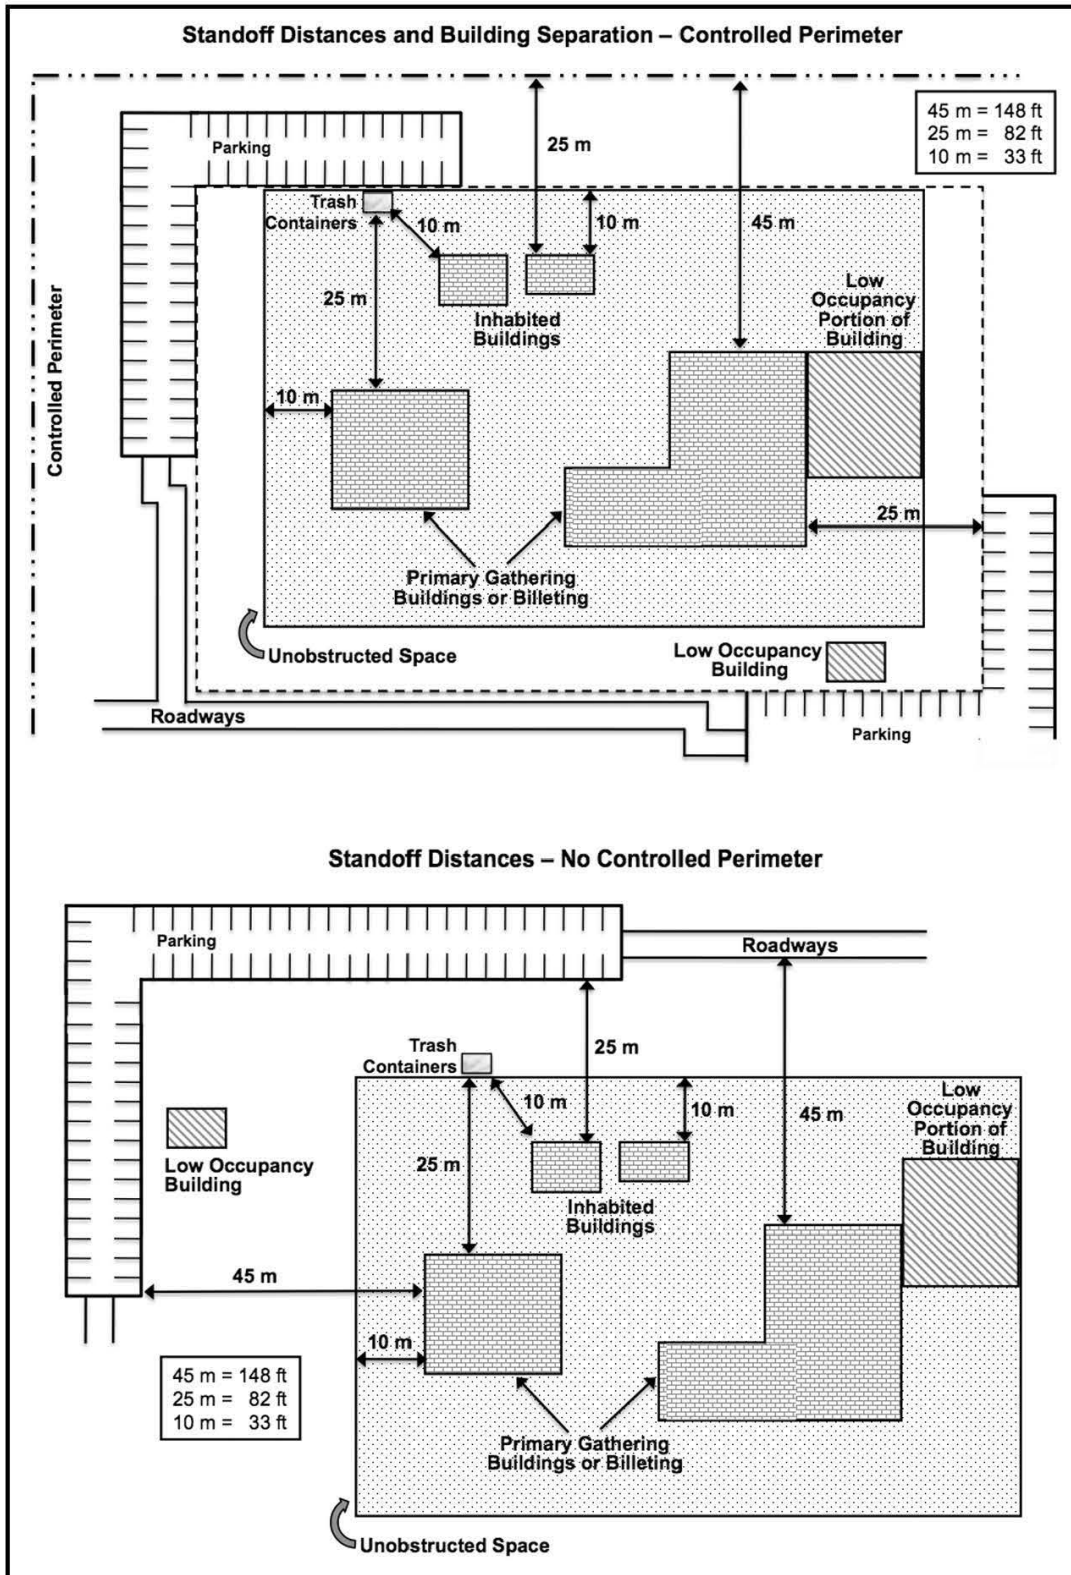 Standoff Distances and Building Separation – Controlled Perimeter
45 m = 148 ft
25 m = 82 ft
10 m = 33 ft
Parking
25 m
Trash
Containers
10 m
10 m
45 m
25 m
Inhabited
Buildings
Low
Occupancy
Portion of
Building
Controlled Perimeter
10 m
25 m
Primary Gathering
Buildings or Billeting
Unobstructed Space
Low Occupancy
Building
Roadways
Parking
Standoff Distances – No Controlled Perimeter
Parking
Roadways
Trash
Containers
25 m
10 m
10 m
45 m
Low
Occupancy
Portion of
Building
Low Occupancy
Building
25 m
Inhabited
Buildings
45 m
10 m
45 m = 148 ft
25 m = 82 ft
10 m = 33 ft
Primary Gathering
Buildings or Billeting
Unobstructed Space